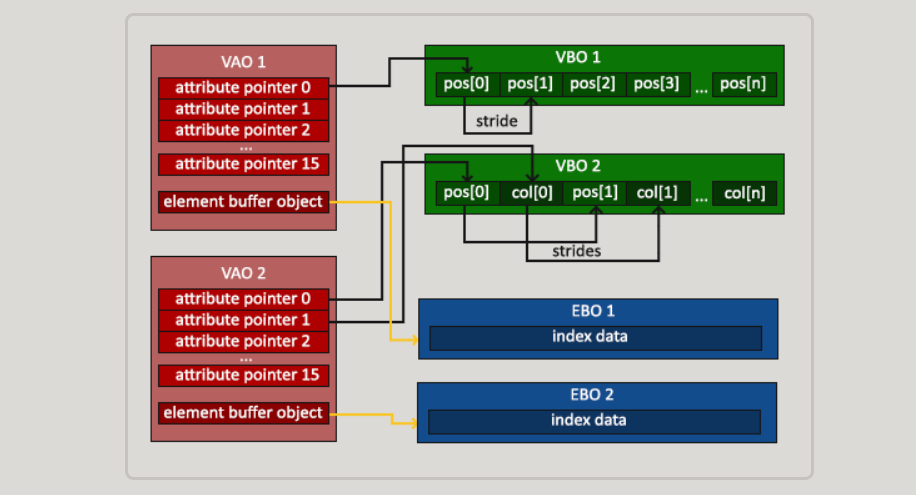 VAO 1
attribute pointer 0
attribute pointer 1
attribute pointer 2
...
attribute pointer 15
element buffer object
VBO 1
pos[0] pos[1] pos[2] pos[3] ... pos[n]
stride
VBO 2
pos[0] col[0] pos[1] col[1] ... col[n]
strides
VAO 2
attribute pointer 0
attribute pointer 1
attribute pointer 2
...
attribute pointer 15
element buffer object
EBO 1
index data
EBO 2
index data